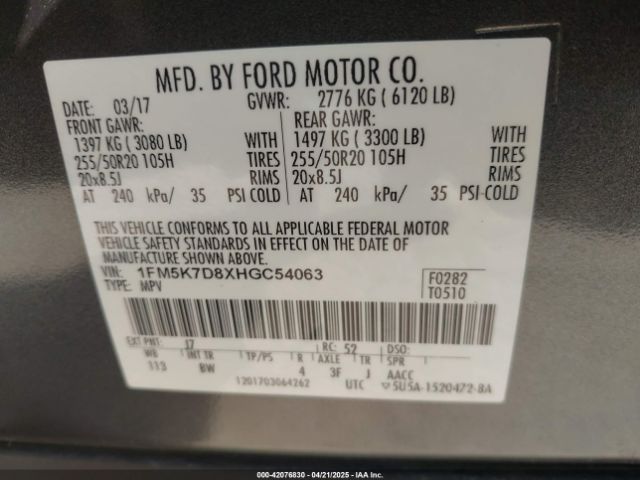 MFD. BY FORD MOTOR CO.
DATE: 03/17 GVWR: 2776 KG ( 6120 LB)
FRONT GAWR: REAR GAWR:
1397 KG ( 3080 LB) WITH 1497 KG ( 3300 LB) WITH
255/50R20 105H TIRES 255/50R20 105H TIRES
20x8.5J RIMS 20x8.5J RIMS
AT 240 kPa/ 35 PSI COLD AT 240 kPa/ 35 PSI-COLD
THIS VEHICLE CONFORMS TO ALL APPLICABLE FEDERAL MOTOR
VEHICLE SAFETY STANDARDS IN EFFECT ON THE DATE OF
MANUFACTURE SHOWN ABOVE.
VIN: 1FM5K7D8XHGC54063 F0282
TYPE: MPV T0510
EXT PNT: J7 RC: 52 DSO:
WB INT TR TP/PS R AXLE TR SPR
113 BW 4 3F J AACC
1201703064262 UTC 5U5A-1520472-8A
000-42076830 - 04/21/2025 - IAAI, Inc.